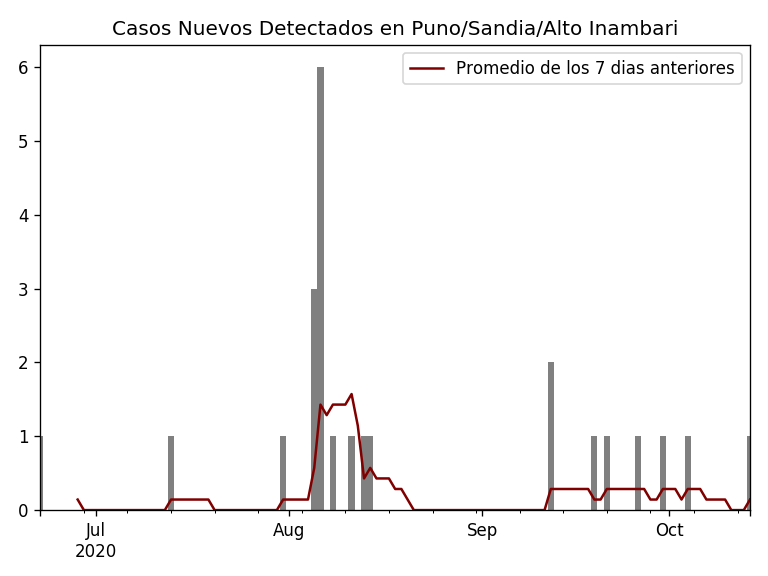 Casos Nuevos Detectados en Puno/Sandia/Alto Inambari
Promedio de los 7 dias anteriores
6
5
4
3
2
1
0
Jul
2020
Aug
Sep
Oct